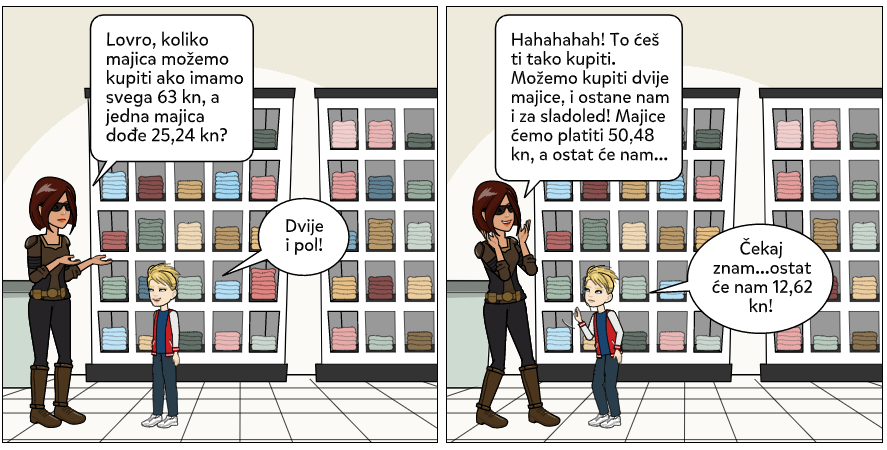 Lovro, koliko
majica možemo
kupiti ako imamo
svega 63 kn, a
jedna majica
dođe 25,24 kn?
Dvije
i pol!
Hahahahah! To ćeš
ti tako kupiti.
Možemo kupiti dvije
majice, i ostane nam
i za sladoled! Majice
ćemo platiti 50,48
kn, a ostat će nam...
Čekaj
znam...ostat
će nam 12,62
kn!